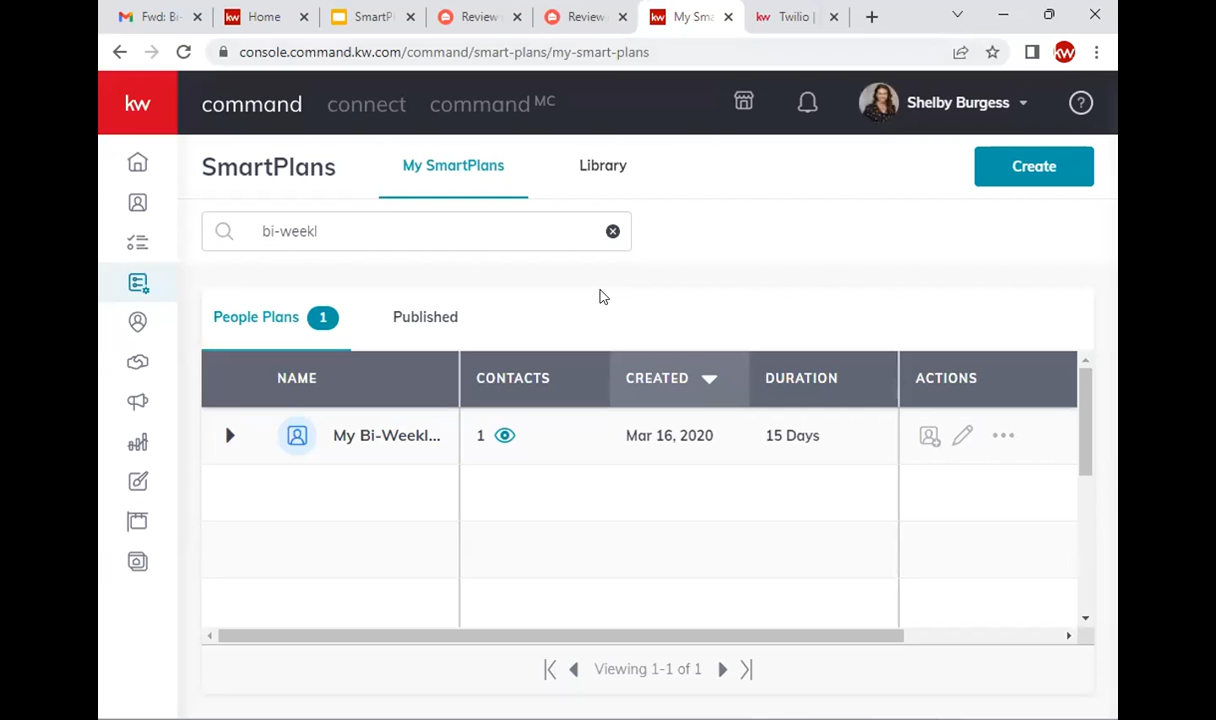 Fwd: Bi-
Home
SmartPl
Review
Review
My Sma
Twilio |
console.command.kw.com/command/smart-plans/my-smart-plans
kw command connect command MC Shelby Burgess
SmartPlans My SmartPlans Library Create
bi-weekl
People Plans 1 Published
NAME CONTACTS CREATED DURATION ACTIONS
My Bi-Weekl... 1 Mar 16, 2020 15 Days
Viewing 1-1 of 1